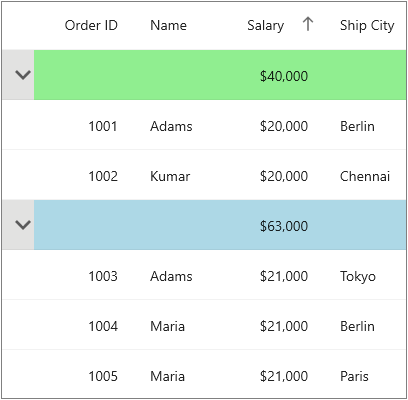 Order ID Name Salary Ship City
$40,000
1001 Adams $20,000 Berlin
1002 Kumar $20,000 Chennai
$63,000
1003 Adams $21,000 Tokyo
1004 Maria $21,000 Berlin
1005 Maria $21,000 Paris